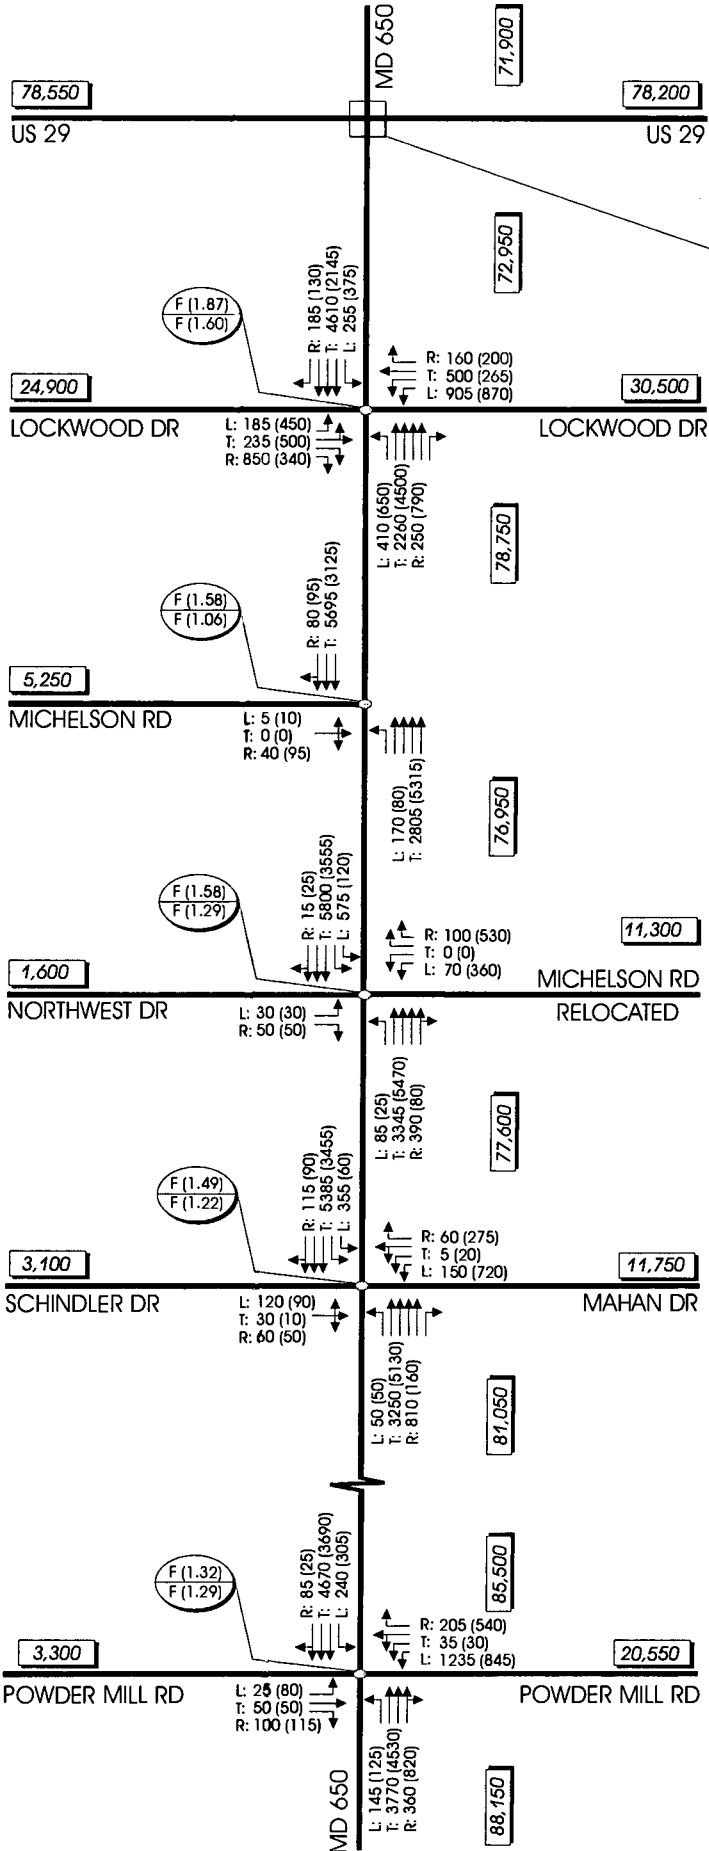 MD 650
71,900
78,550
78,200
US 29
US 29
72,950
R: 185 (130)
T: 4610 (2145)
L: 255 (375)
F (1.87)
F (1.60)
R: 160 (200)
T: 500 (265)
L: 905 (870)
24,900
30,500
LOCKWOOD DR
LOCKWOOD DR
L: 185 (450)
T: 235 (500)
R: 850 (340)
L: 410 (650)
T: 2260 (4500)
R: 250 (790)
78,750
R: 80 (95)
T: 5695 (3125)
F (1.58)
F (1.06)
5,250
MICHELSON RD
L: 5 (10)
T: 0 (0)
R: 40 (95)
L: 170 (80)
T: 2805 (5315)
76,950
R: 15 (25)
T: 5800 (3555)
L: 575 (120)
F (1.58)
F (1.29)
R: 100 (530)
T: 0 (0)
L: 70 (360)
11,300
1,600
MICHELSON RD
RELOCATED
NORTHWEST DR
L: 30 (30)
R: 50 (50)
L: 85 (25)
T: 3345 (5470)
R: 390 (80)
77,600
R: 115 (90)
T: 5385 (3455)
L: 355 (60)
F (1.49)
F (1.22)
R: 60 (275)
T: 5 (20)
L: 150 (720)
3,100
11,750
SCHINDLER DR
MAHAN DR
L: 120 (90)
T: 30 (10)
R: 60 (50)
L: 50 (50)
T: 3250 (5130)
R: 810 (160)
81,050
85,500
R: 85 (25)
T: 4670 (3690)
L: 240 (305)
F (1.32)
F (1.29)
R: 205 (540)
T: 35 (30)
L: 1235 (845)
3,300
20,550
POWDER MILL RD
POWDER MILL RD
L: 25 (80)
T: 50 (50)
R: 100 (115)
L: 145 (125)
T: 3770 (4530)
R: 360 (820)
MD 650
88,150